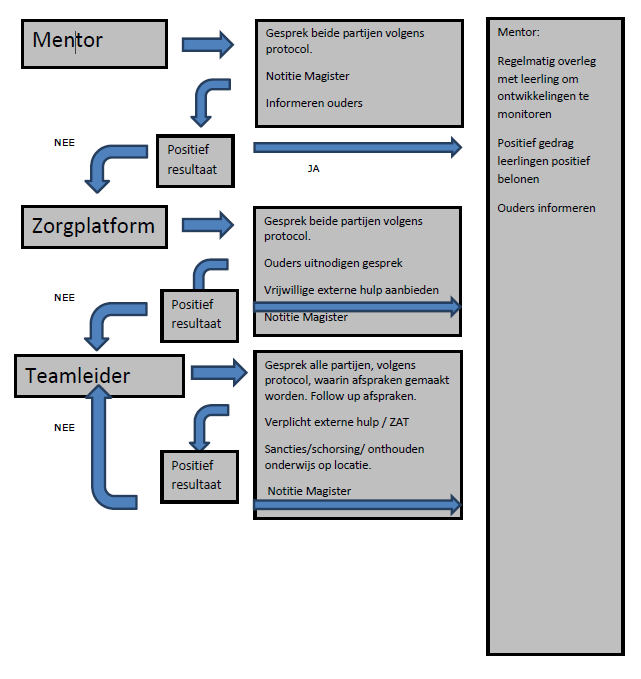 Mentor
Gesprek beide partijen volgens
protocol.
Notitie Magister
Informeren ouders
NEE
Positief
resultaat
JA
Zorgplatform
Gesprek beide partijen volgens
protocol.
Ouders uitnodigen gesprek
Vrijwillige externe hulp aanbieden
Notitie Magister
NEE
Positief
resultaat
Teamleider
Gesprek alle partijen, volgens
protocol, waarin afspraken gemaakt
worden. Follow up afspraken.
Verplicht externe hulp / ZAT
Sancties/schorsing/ onthouden
onderwijs op locatie.
Notitie Magister
NEE
Positief
resultaat
Mentor:
Regelmatig overleg
met leerling om
ontwikkelingen te
monitoren
Positief gedrag
leerlingen positief
belonen
Ouders informeren